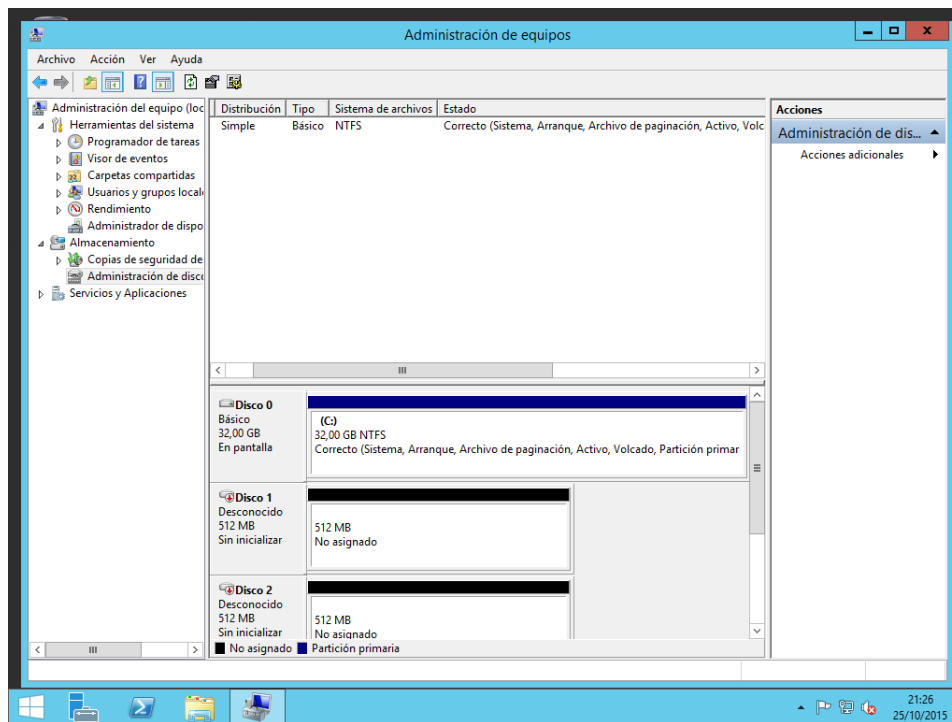 Administración de equipos
Archivo Acción Ver Ayuda
Administración del equipo (loc
Herramientas del sistema
Programador de tareas
Visor de eventos
Carpetas compartidas
Usuarios y grupos local
Rendimiento
Administrador de dispo
Almacenamiento
Copias de seguridad de
Administración de disco
Servicios y Aplicaciones
Distribución Tipo Sistema de archivos Estado
Simple Básico NTFS Correcto (Sistema, Arranque, Archivo de paginación, Activo, Volc
Acciones
Administración de dis...
Acciones adicionales
Disco 0
Básico
32,00 GB
En pantalla
(C:)
32,00 GB NTFS
Correcto (Sistema, Arranque, Archivo de paginación, Activo, Volcado, Partición primar
Disco 1
Desconocido
512 MB
Sin inicializar
512 MB
No asignado
Disco 2
Desconocido
512 MB
Sin inicializar
512 MB
No asignado
No asignado Partición primaria
21:26
25/10/2015